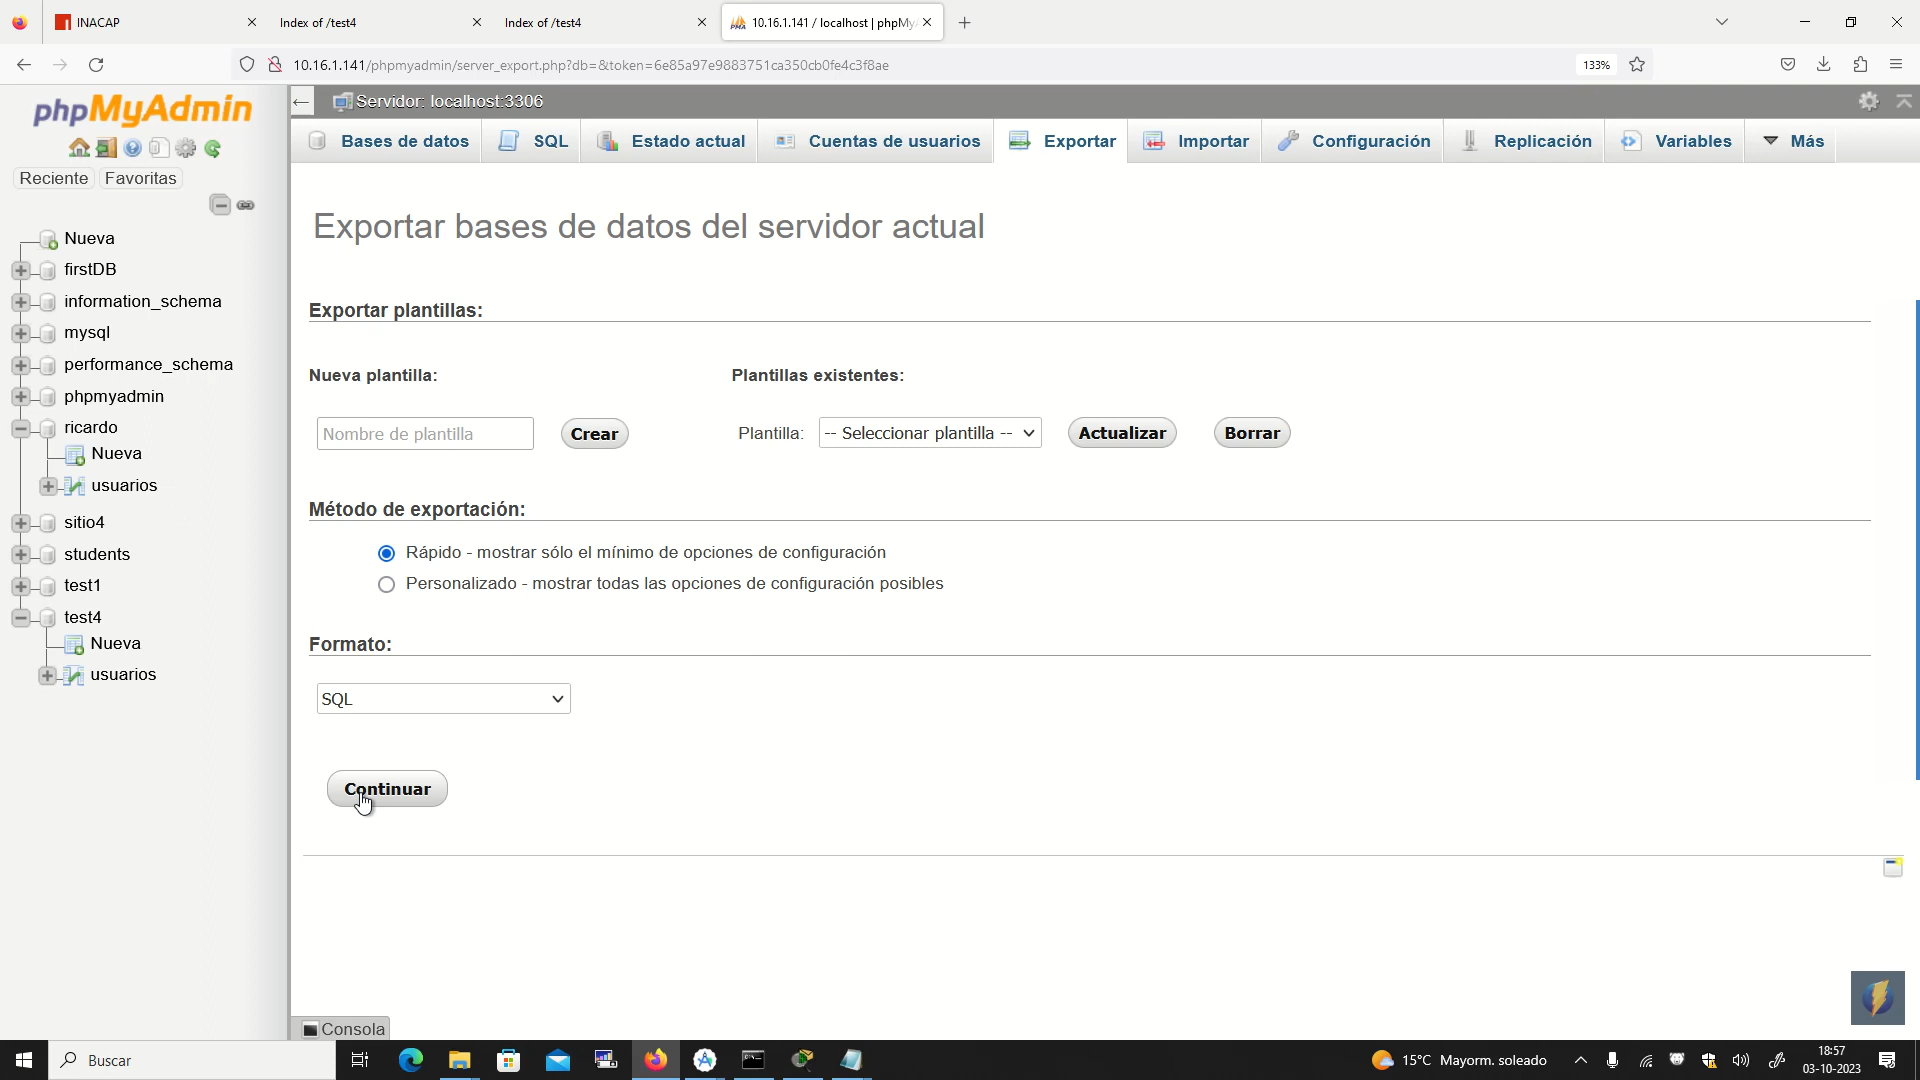 INACAP
Index of /test4
Index of /test4
10.16.1.141 / localhost | phpMyA
10.16.1.141/phpmyadmin/server_export.php?db=&token=6e85a97e9883751ca350cb0fe4c3f8ae
133%
phpMyAdmin
Reciente
Favoritas
Nueva
firstDB
information_schema
mysql
performance_schema
phpmyadmin
ricardo
Nueva
usuarios
sitio4
students
test1
test4
Nueva
usuarios
Servidor: localhost:3306
Bases de datos
SQL
Estado actual
Cuentas de usuarios
Exportar
Importar
Configuración
Replicación
Variables
Más
Exportar bases de datos del servidor actual
Exportar plantillas:
Nueva plantilla:
Plantillas existentes:
Nombre de plantilla
Crear
Plantilla:
-- Seleccionar plantilla --
Actualizar
Borrar
Método de exportación:
Rápido - mostrar sólo el mínimo de opciones de configuración
Personalizado - mostrar todas las opciones de configuración posibles
Formato:
SQL
Continuar
Consola
Buscar
15°C Mayorm. soleado
18:57
03-10-2023